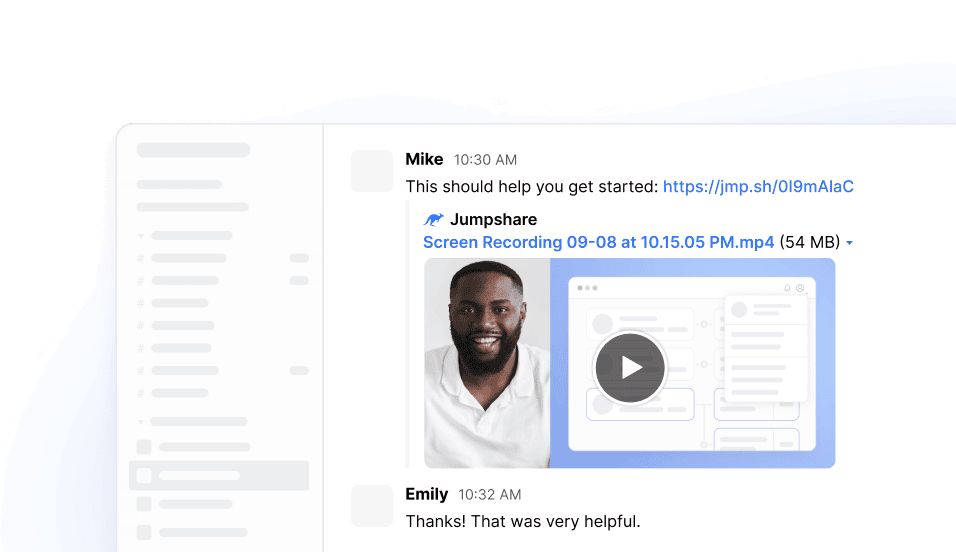 Mike 10:30 AM
This should help you get started: https://jmp.sh/0I9mAIaC
Jumpshare
Screen Recording 09-08 at 10.15.05 PM.mp4 (54 MB)
Emily 10:32 AM
Thanks! That was very helpful.